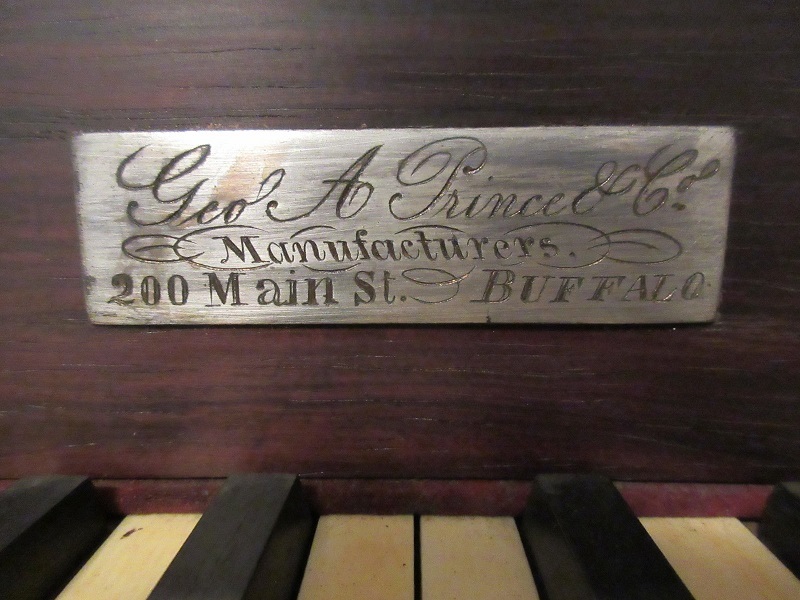 Geo. A Prince & Co.
Manufacturers.
200 Main St. BUFFALO